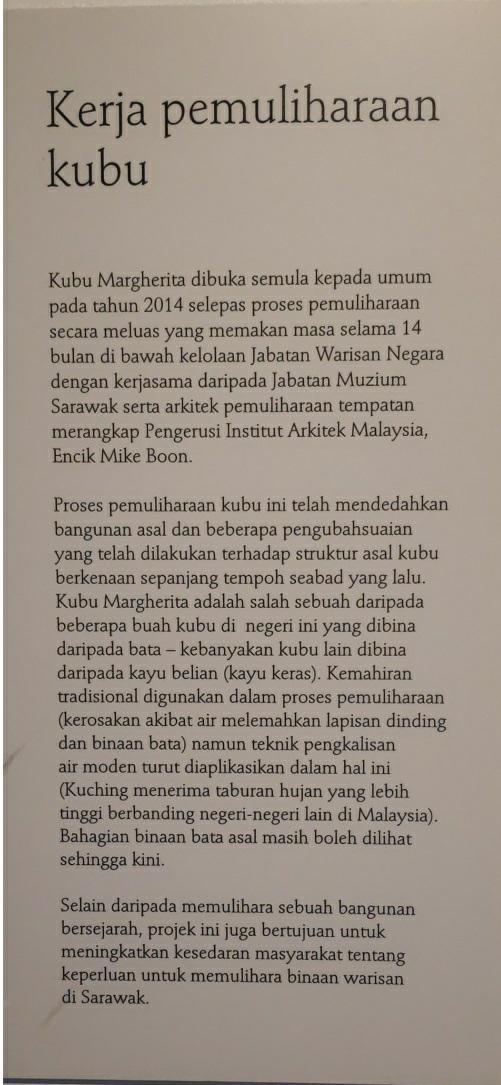 Kerja pemuliharaan
kubu
Kubu Margherita dibuka semula kepada umum
pada tahun 2014 selepas proses pemuliharaan
secara meluas yang memakan masa selama 14
bulan di bawah kelolaan Jabatan Warisan Negara
dengan kerjasama daripada Jabatan Muzium
Sarawak serta arkitek pemuliharaan tempatan
merangkap Pengerusi Institut Arkitek Malaysia,
Encik Mike Boon.
Proses pemuliharaan kubu ini telah mendedahkan
bangunan asal dan beberapa pengubahsuaian
yang telah dilakukan terhadap struktur asal kubu
berkenaan sepanjang tempoh seabad yang lalu.
Kubu Margherita adalah salah sebuah daripada
beberapa buah kubu di negeri ini yang dibina
daripada bata – kebanyakan kubu lain dibina
daripada kayu belian (kayu keras). Kemahiran
tradisional digunakan dalam proses pemuliharaan
(kerosakan akibat air melemahkan lapisan dinding
dan binaan bata) namun teknik pengkalisan
air moden turut diaplikasikan dalam hal ini
(Kuching menerima taburan hujan yang lebih
tinggi berbanding negeri-negeri lain di Malaysia).
Bahagian binaan bata asal masih boleh dilihat
sehingga kini.
Selain daripada memulihara sebuah bangunan
bersejarah, projek ini juga bertujuan untuk
meningkatkan kesedaran masyarakat tentang
keperluan untuk memulihara binaan warisan
di Sarawak.